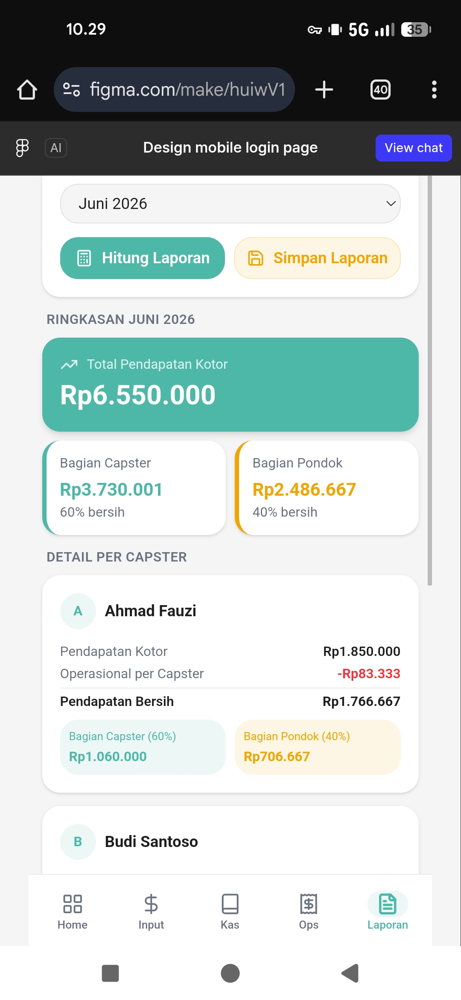 10.29
5G
35
figma.com/make/huiwV1
40
AI
Design mobile login page
View chat
Juni 2026
Hitung Laporan
Simpan Laporan
RINGKASAN JUNI 2026
Total Pendapatan Kotor
Rp6.550.000
Bagian Capster
Rp3.730.001
60% bersih
Bagian Pondok
Rp2.486.667
40% bersih
DETAIL PER CAPSTER
A
Ahmad Fauzi
Pendapatan Kotor Rp1.850.000
Operasional per Capster -Rp83.333
Pendapatan Bersih Rp1.766.667
Bagian Capster (60%)
Rp1.060.000
Bagian Pondok (40%)
Rp706.667
B
Budi Santoso
Home
Input
Kas
Ops
Laporan